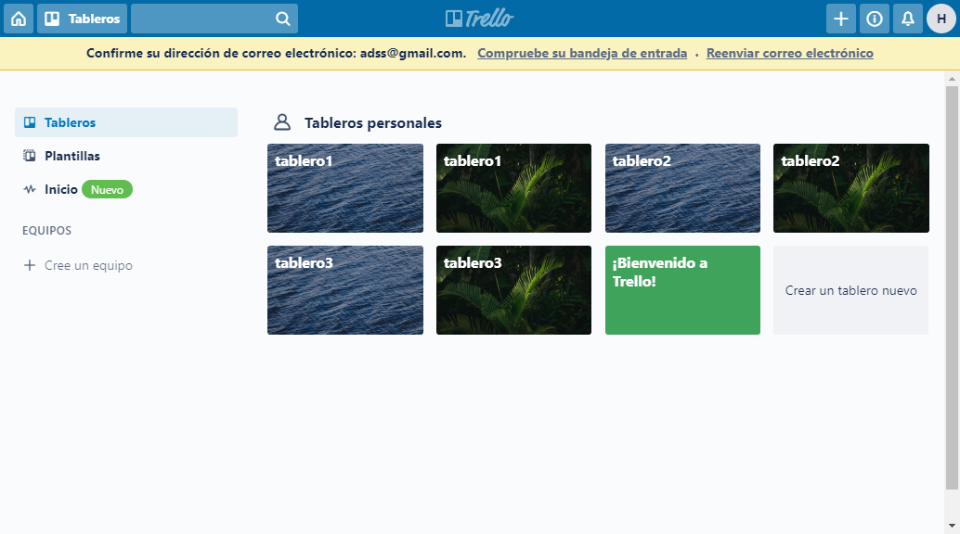 Tableros
Trello
H
Confirme su dirección de correo electrónico: adss@gmail.com. Compruebe su bandeja de entrada · Reenviar correo electrónico
Tableros
Plantillas
Inicio Nuevo
EQUIPOS
Cree un equipo
Tableros personales
tablero1
tablero1
tablero2
tablero2
tablero3
tablero3
¡Bienvenido a
Trello!
Crear un tablero nuevo